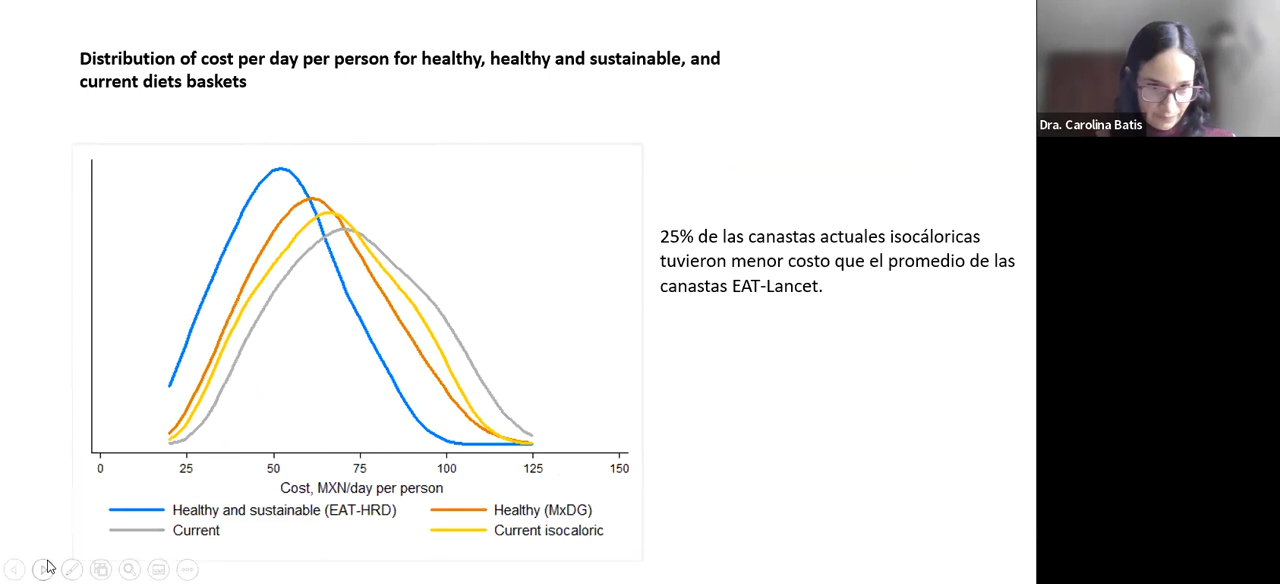 Distribution of cost per day per person for healthy, healthy and sustainable, and
current diets baskets
Dra. Carolina Batis
25% de las canastas actuales isocáloricas
tuvieron menor costo que el promedio de las
canastas EAT-Lancet.
0 25 50 75 100 125 150
Cost, MXN/day per person
Healthy and sustainable (EAT-HRD) Healthy (MxDG)
Current Current isocaloric